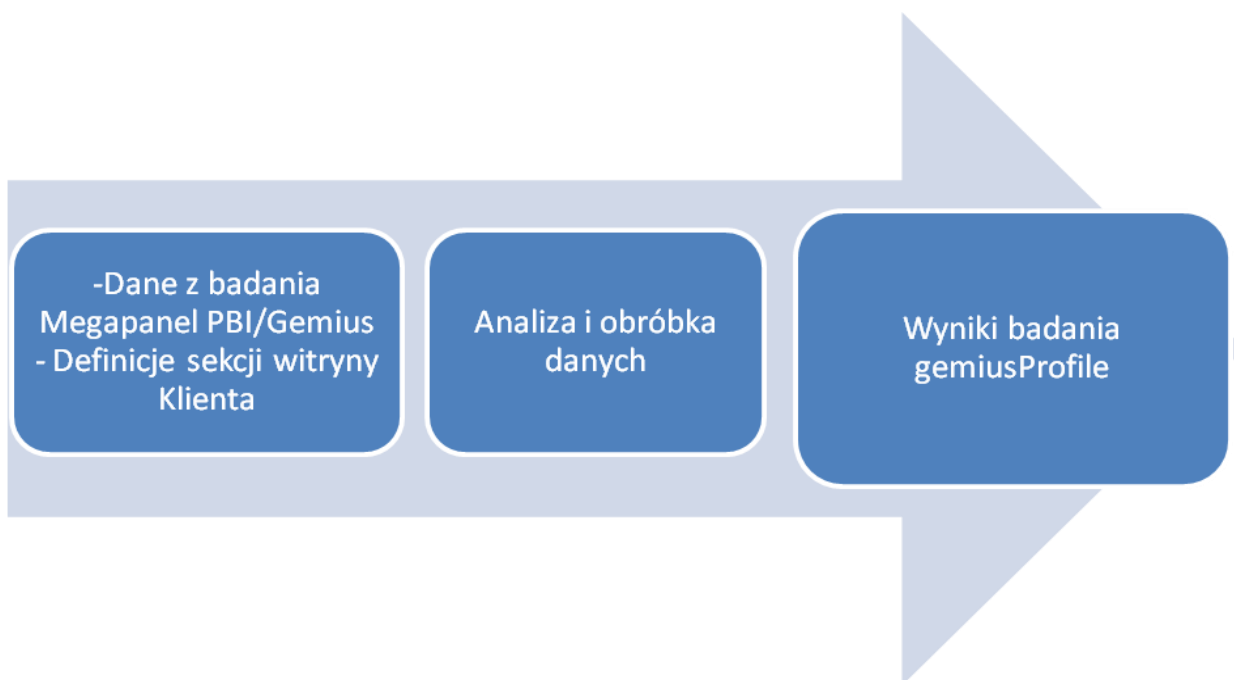 -Dane z badania
Megapanel PBI/Gemius
- Definicje sekcji witryny
Klienta
Analiza i obróbka
danych
Wyniki badania
gemiusProfile